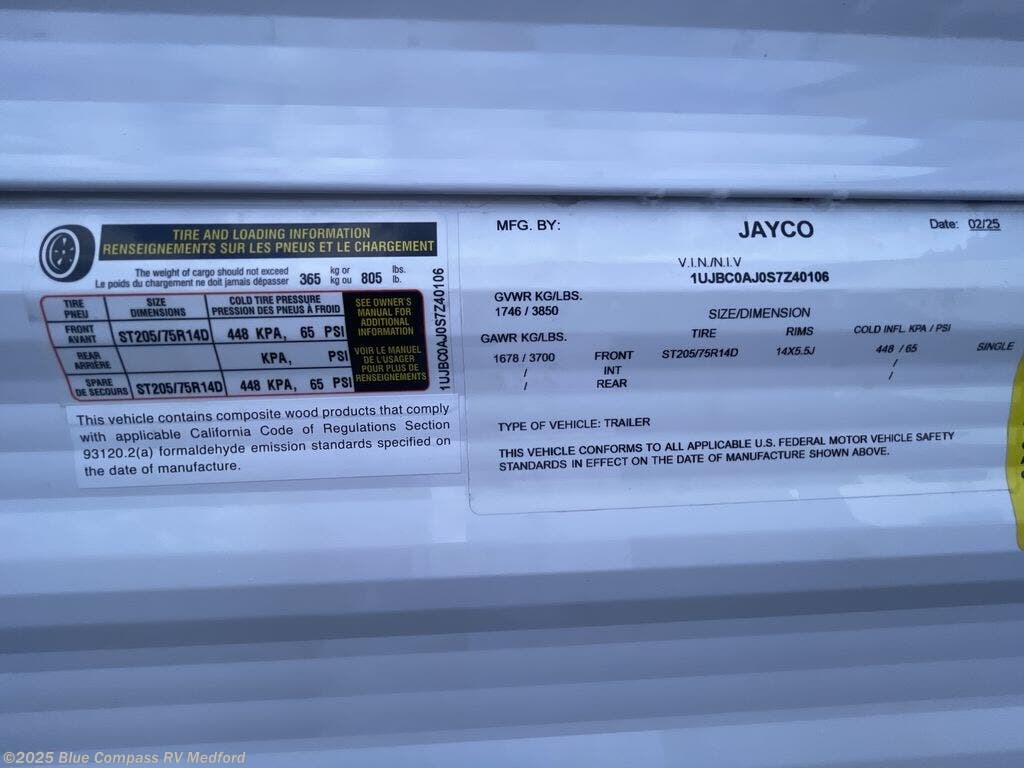 TIRE AND LOADING INFORMATION
RENSEIGNEMENTS SUR LES PNEUS ET LE CHARGEMENT
The weight of cargo should not exceed 365 kg or 805 lbs.
Le poids du chargement ne doit jamais dépasser kg ou lb.
TIRE PNEU SIZE DIMENSIONS COLD TIRE PRESSURE PRESSION DES PNEUS À FROID
FRONT AVANT ST205/75R14D 448 KPA, 65 PSI
REAR ARRIÈRE KPA, PSI
SPARE DE SECOURS ST205/75R14D 448 KPA, 65 PSI
SEE OWNER'S
MANUAL FOR
ADDITIONAL
INFORMATION
VOIR LE MANUEL
DE L'USAGER
POUR PLUS DE
RENSEIGNEMENTS
1UJBC0AJ0S7Z40106
This vehicle contains composite wood products that comply
with applicable California Code of Regulations Section
93120.2(a) formaldehyde emission standards specified on
the date of manufacture.
MFG. BY: JAYCO Date: 02/25
V.I.N./N.I.V
1UJBC0AJ0S7Z40106
GVWR KG/LBS.
1746 / 3850
SIZE/DIMENSION
GAWR KG/LBS. TIRE RIMS COLD INFL. KPA / PSI
1678 / 3700 FRONT ST205/75R14D 14X5.5J 448 / 65 SINGLE
/ INT /
/ REAR /
TYPE OF VEHICLE: TRAILER
THIS VEHICLE CONFORMS TO ALL APPLICABLE U.S. FEDERAL MOTOR VEHICLE SAFETY
STANDARDS IN EFFECT ON THE DATE OF MANUFACTURE SHOWN ABOVE.
©2025 Blue Compass RV Medford